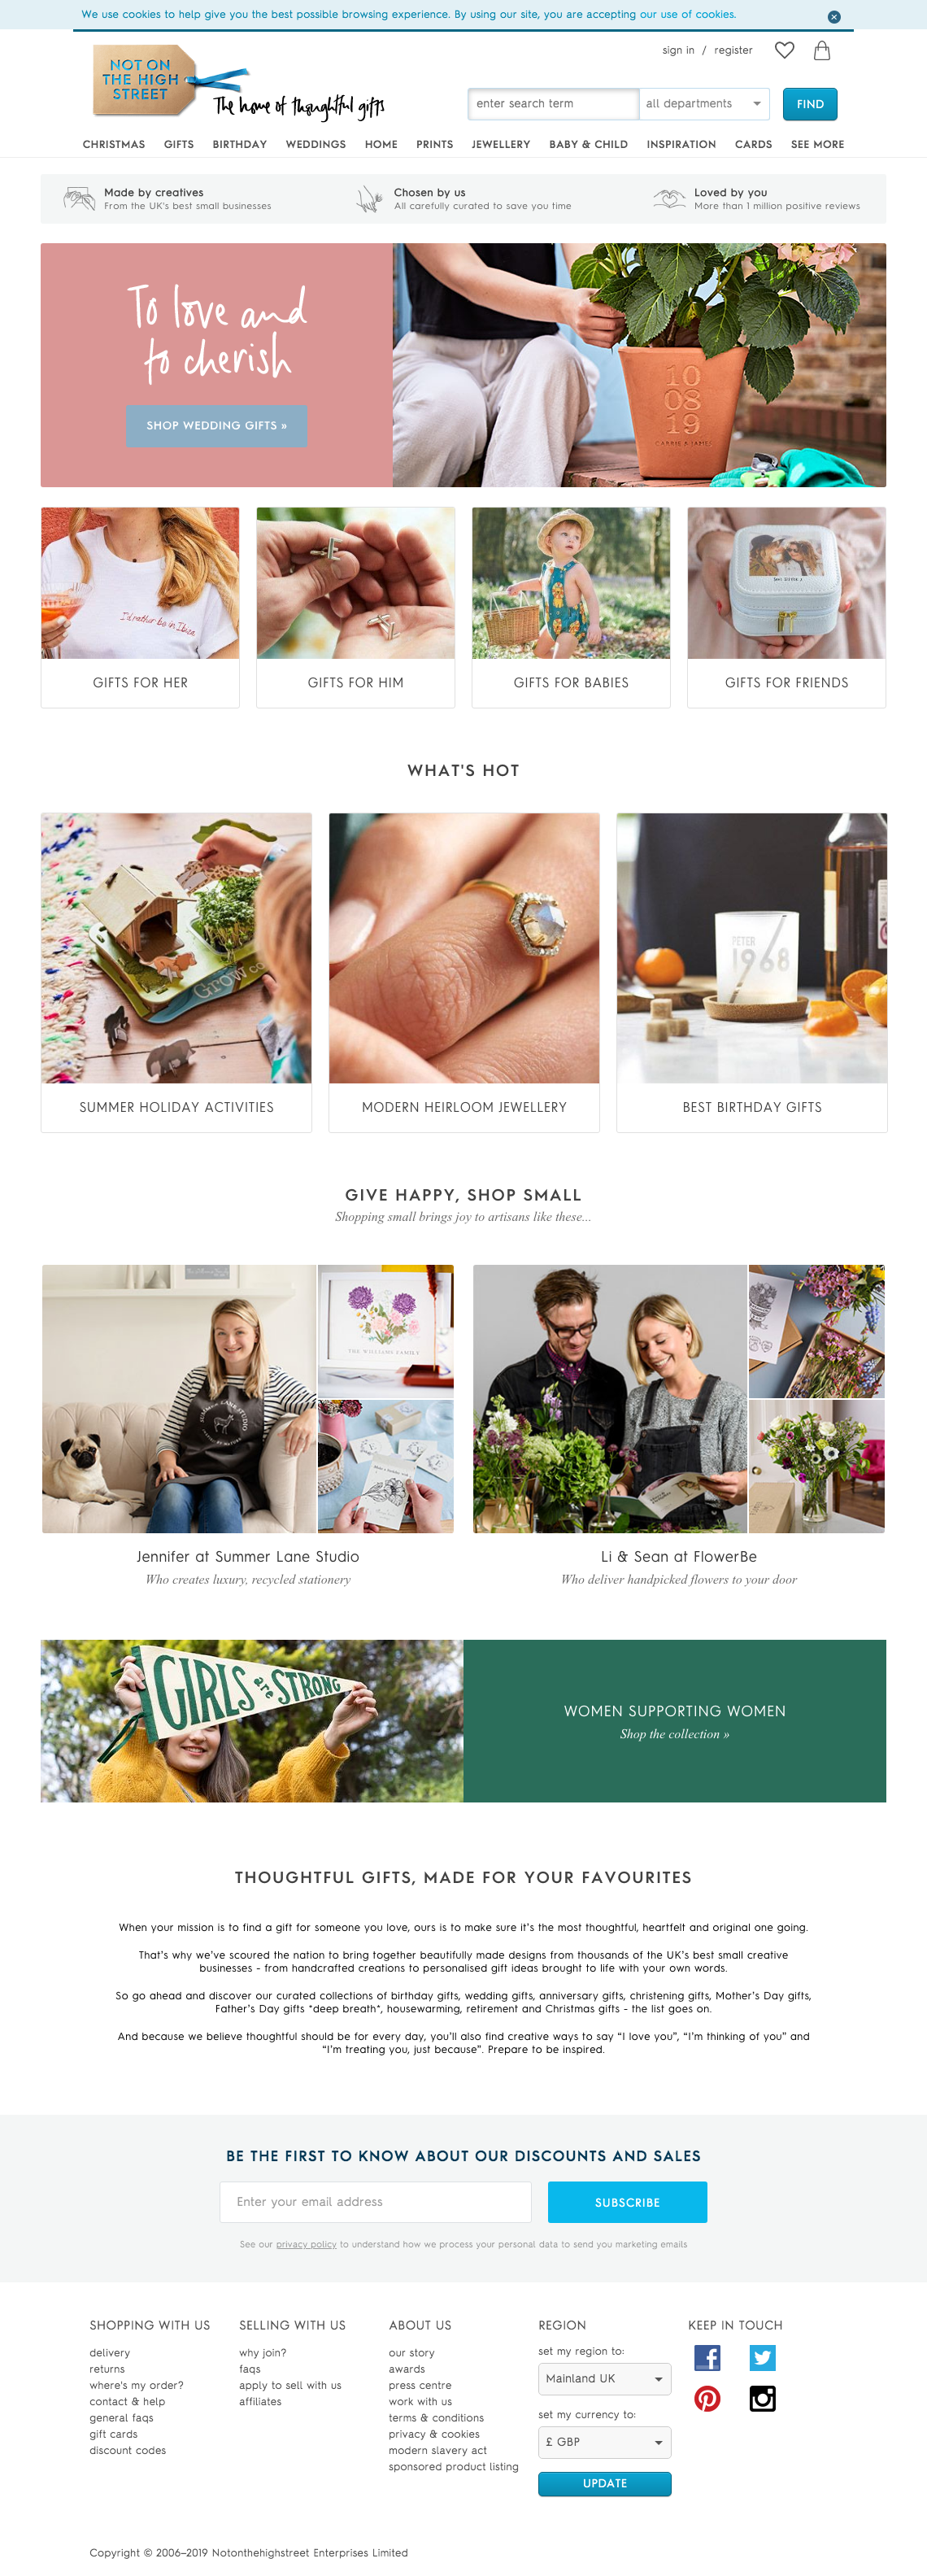 We use cookies to help give you the best possible browsing experience. By using our site, you are accepting our use of cookies.
NOT ON
THE HIGH
STREET
The home of thoughtful gifts
sign in / register
enter search term
all departments
FIND
CHRISTMAS GIFTS BIRTHDAY WEDDINGS HOME PRINTS JEWELLERY BABY & CHILD INSPIRATION CARDS SEE MORE
Made by creatives
From the UK's best small businesses
Chosen by us
All carefully curated to save you time
Loved by you
More than 1 million positive reviews
To love and
to cherish
SHOP WEDDING GIFTS »
10
08
19
CARRIE & JAMES
I'd rather be in Ibiza
GIFTS FOR HER
GIFTS FOR HIM
GIFTS FOR BABIES
GIFTS FOR FRIENDS
WHAT'S HOT
GROW
PETER
1968
SUMMER HOLIDAY ACTIVITIES
MODERN HEIRLOOM JEWELLERY
BEST BIRTHDAY GIFTS
GIVE HAPPY, SHOP SMALL
Shopping small brings joy to artisans like these...
THE WILLIAMS FAMILY
SUMMER LANE STUDIO
Jennifer at Summer Lane Studio
Who creates luxury, recycled stationery
Li & Sean at FlowerBe
Who deliver handpicked flowers to your door
GIRLS are STRONG
WOMEN SUPPORTING WOMEN
Shop the collection »
THOUGHTFUL GIFTS, MADE FOR YOUR FAVOURITES
When your mission is to find a gift for someone you love, ours is to make sure it's the most thoughtful, heartfelt and original one going.
That's why we've scoured the nation to bring together beautifully made designs from thousands of the UK's best small creative
businesses - from handcrafted creations to personalised gift ideas brought to life with your own words.
So go ahead and discover our curated collections of birthday gifts, wedding gifts, anniversary gifts, christening gifts, Mother's Day gifts,
Father's Day gifts *deep breath*, housewarming, retirement and Christmas gifts - the list goes on.
And because we believe thoughtful should be for every day, you'll also find creative ways to say “I love you”, “I'm thinking of you” and
“I'm treating you, just because”. Prepare to be inspired.
BE THE FIRST TO KNOW ABOUT OUR DISCOUNTS AND SALES
Enter your email address
SUBSCRIBE
See our privacy policy to understand how we process your personal data to send you marketing emails
SHOPPING WITH US
delivery
returns
where's my order?
contact & help
general faqs
gift cards
discount codes
SELLING WITH US
why join?
faqs
apply to sell with us
affiliates
ABOUT US
our story
awards
press centre
work with us
terms & conditions
privacy & cookies
modern slavery act
sponsored product listing
REGION
set my region to:
Mainland UK
set my currency to:
£ GBP
UPDATE
KEEP IN TOUCH
Copyright © 2006–2019 Notonthehighstreet Enterprises Limited